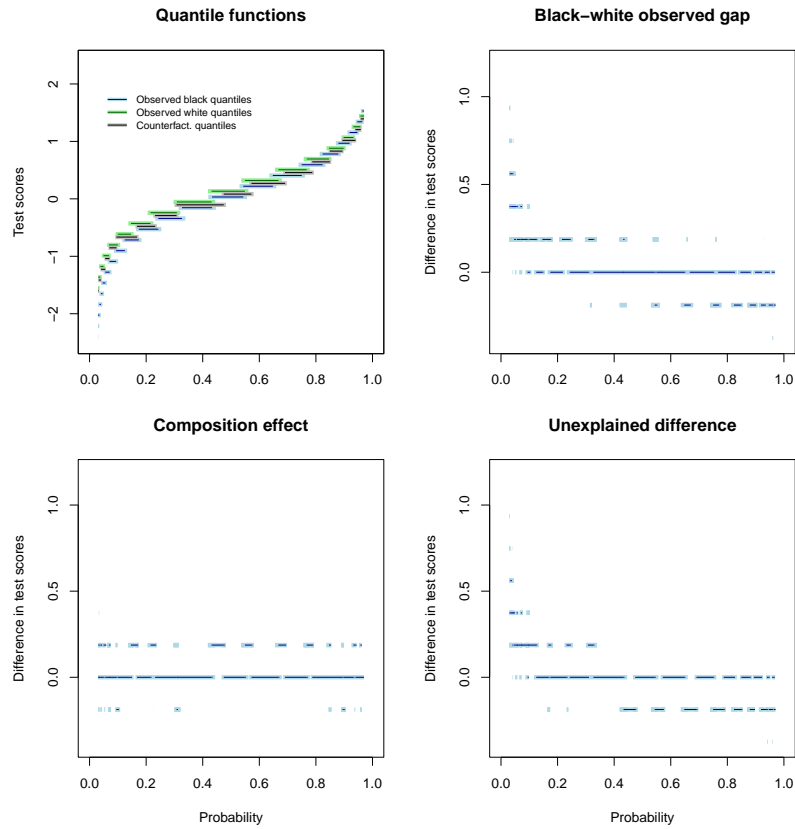 Quantile functions
Test scores
2
1
0
−1
−2
Observed black quantiles
Observed white quantiles
Counterfact. quantiles
0.0 0.2 0.4 0.6 0.8 1.0
Black−white observed gap
Difference in test scores
1.0
0.5
0.0
0.0 0.2 0.4 0.6 0.8 1.0
Composition effect
Difference in test scores
1.0
0.5
0.0
0.0 0.2 0.4 0.6 0.8 1.0
Probability
Unexplained difference
Difference in test scores
1.0
0.5
0.0
0.0 0.2 0.4 0.6 0.8 1.0
Probability